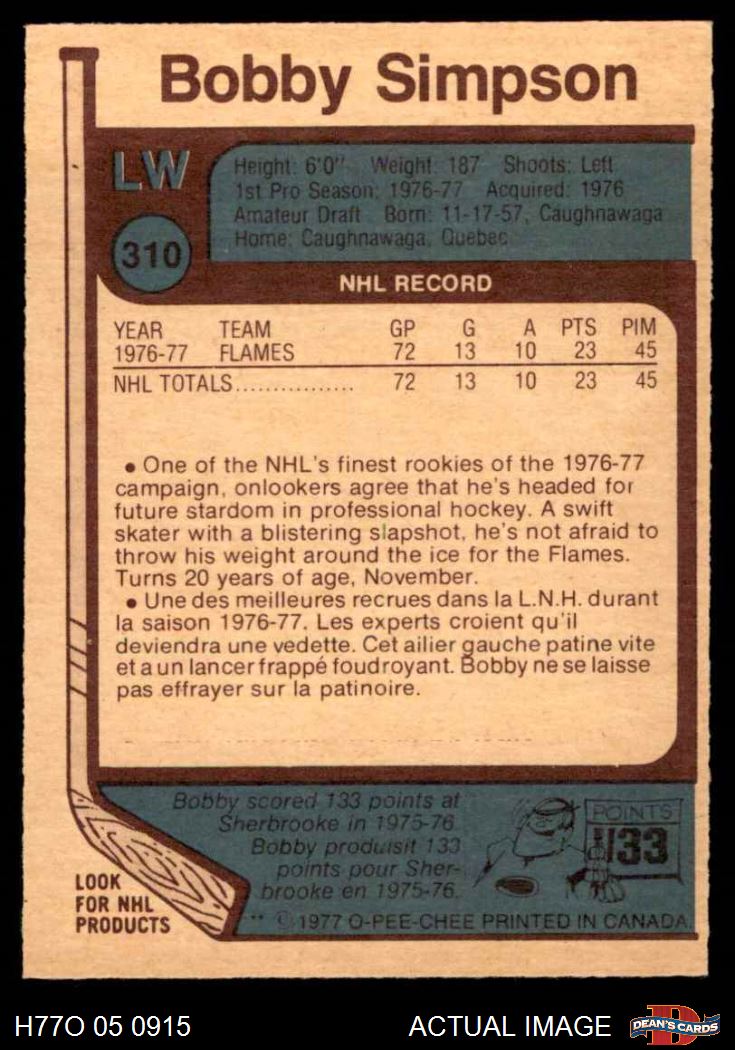 Bobby Simpson
LW
310
Height: 6'0" Weight: 187 Shoots: Left
1st Pro Season: 1976-77 Acquired: 1976
Amateur Draft Born: 11-17-57, Caughnawaga
Home: Caughnawaga, Quebec
NHL RECORD
YEAR TEAM GP G A PTS PIM
1976-77 FLAMES 72 13 10 23 45
NHL TOTALS................ 72 13 10 23 45
• One of the NHL's finest rookies of the 1976-77
campaign, onlookers agree that he's headed for
future stardom in professional hockey. A swift
skater with a blistering slapshot, he's not afraid to
throw his weight around the ice for the Flames.
Turns 20 years of age, November.
• Une des meilleures recrues dans la L.N.H. durant
la saison 1976-77. Les experts croient qu'il
deviendra une vedette. Cet ailier gauche patine vite
et a un lancer frappé foudroyant. Bobby ne se laisse
pas effrayer sur la patinoire.
Bobby scored 133 points at
Sherbrooke in 1975-76.
Bobby produisit 133
points pour Sher-
brooke en 1975-76.
POINTS
133
LOOK
FOR NHL
PRODUCTS
** © 1977 O-PEE-CHEE PRINTED IN CANADA.
H77O 05 0915
ACTUAL IMAGE
D
DEAN'S CARDS